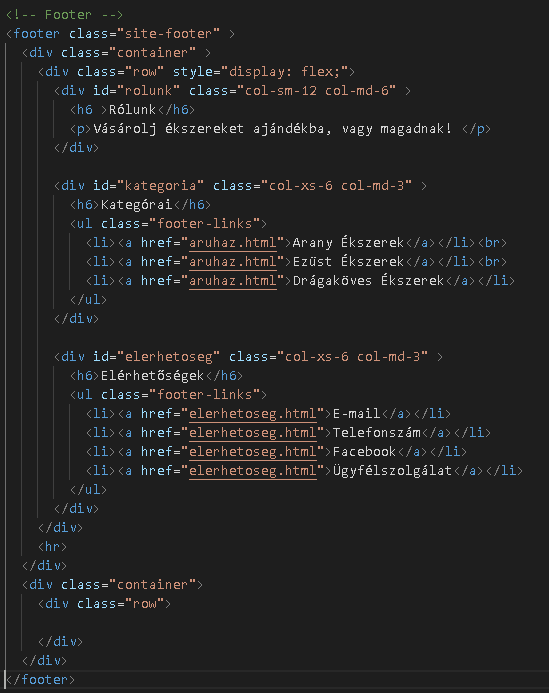 <!-- Footer -->
<footer class="site-footer" >
<div class="container" >
<div class="row" style="display: flex;">
<div id="rolunk" class="col-sm-12 col-md-6" >
<h6 >Rólunk</h6>
<p>Vásárolj ékszereket ajándékba, vagy magadnak! </p>
</div>
<div id="kategoria" class="col-xs-6 col-md-3" >
<h6>Kategórai</h6>
<ul class="footer-links">
<li><a href="aruhaz.html">Arany Ékszerek</a></li><br>
<li><a href="aruhaz.html">Ezüst Ékszerek</a></li><br>
<li><a href="aruhaz.html">Drágaköves Ékszerek</a></li>
</ul>
</div>
<div id="elerhetoseg" class="col-xs-6 col-md-3" >
<h6>Elérhetőségek</h6>
<ul class="footer-links">
<li><a href="elerhetoseg.html">E-mail</a></li>
<li><a href="elerhetoseg.html">Telefonszám</a></li>
<li><a href="elerhetoseg.html">Facebook</a></li>
<li><a href="elerhetoseg.html">Ügyfélszolgálat</a></li>
</ul>
</div>
</div>
<hr>
</div>
<div class="container">
<div class="row">
</div>
</div>
</footer>